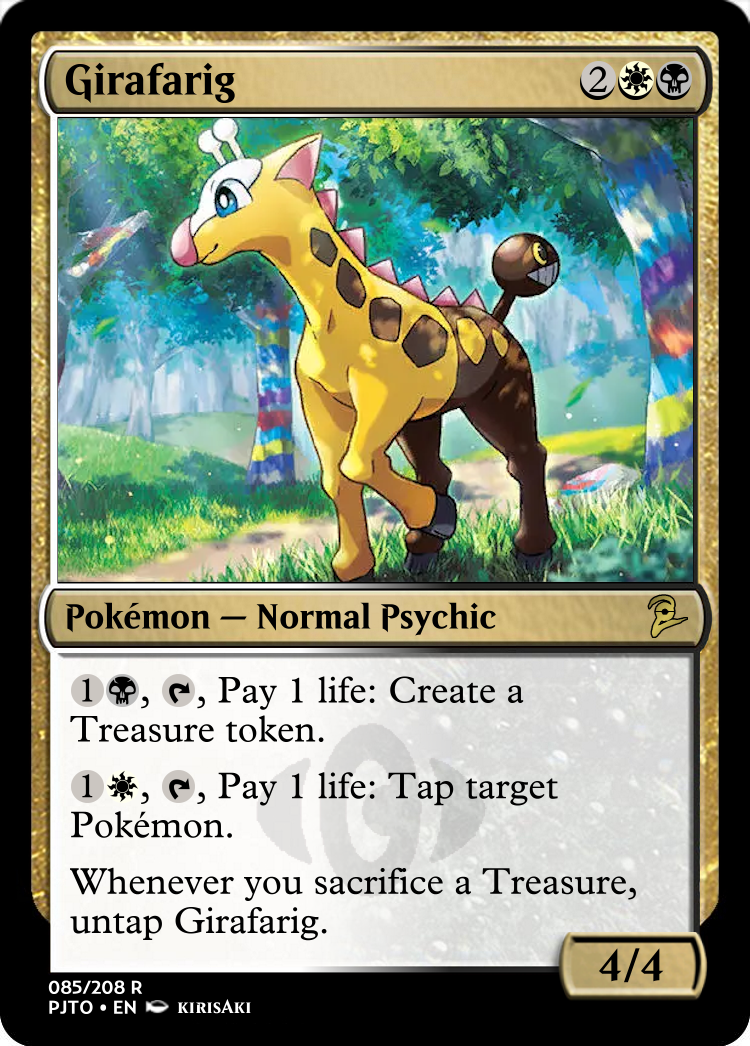 Girafarig 2
Pokémon — Normal Psychic
1, , Pay 1 life: Create a
Treasure token.
1, , Pay 1 life: Tap target
Pokémon.
Whenever you sacrifice a Treasure,
untap Girafarig.
4/4
085/208 R
PJTO • EN KIRISAKI